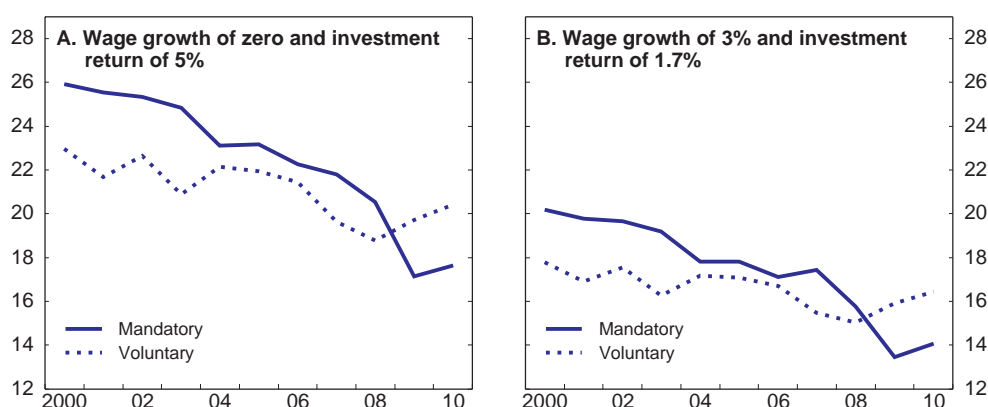 A. Wage growth of zero and investment
return of 5%
28
26
24
22
20
18
16
14
12
Mandatory
Voluntary
2000 02 04 06 08 10
B. Wage growth of 3% and investment
return of 1.7%
28
26
24
22
20
18
16
14
12
Mandatory
Voluntary
2000 02 04 06 08 10